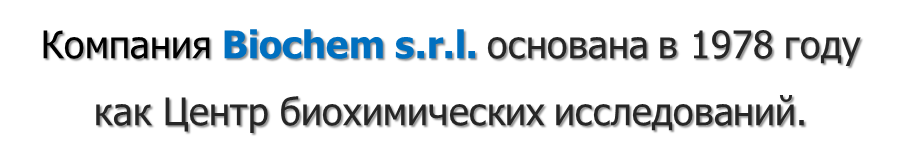 Компания Biochem s.r.l. основана в 1978 году
как Центр биохимических исследований.